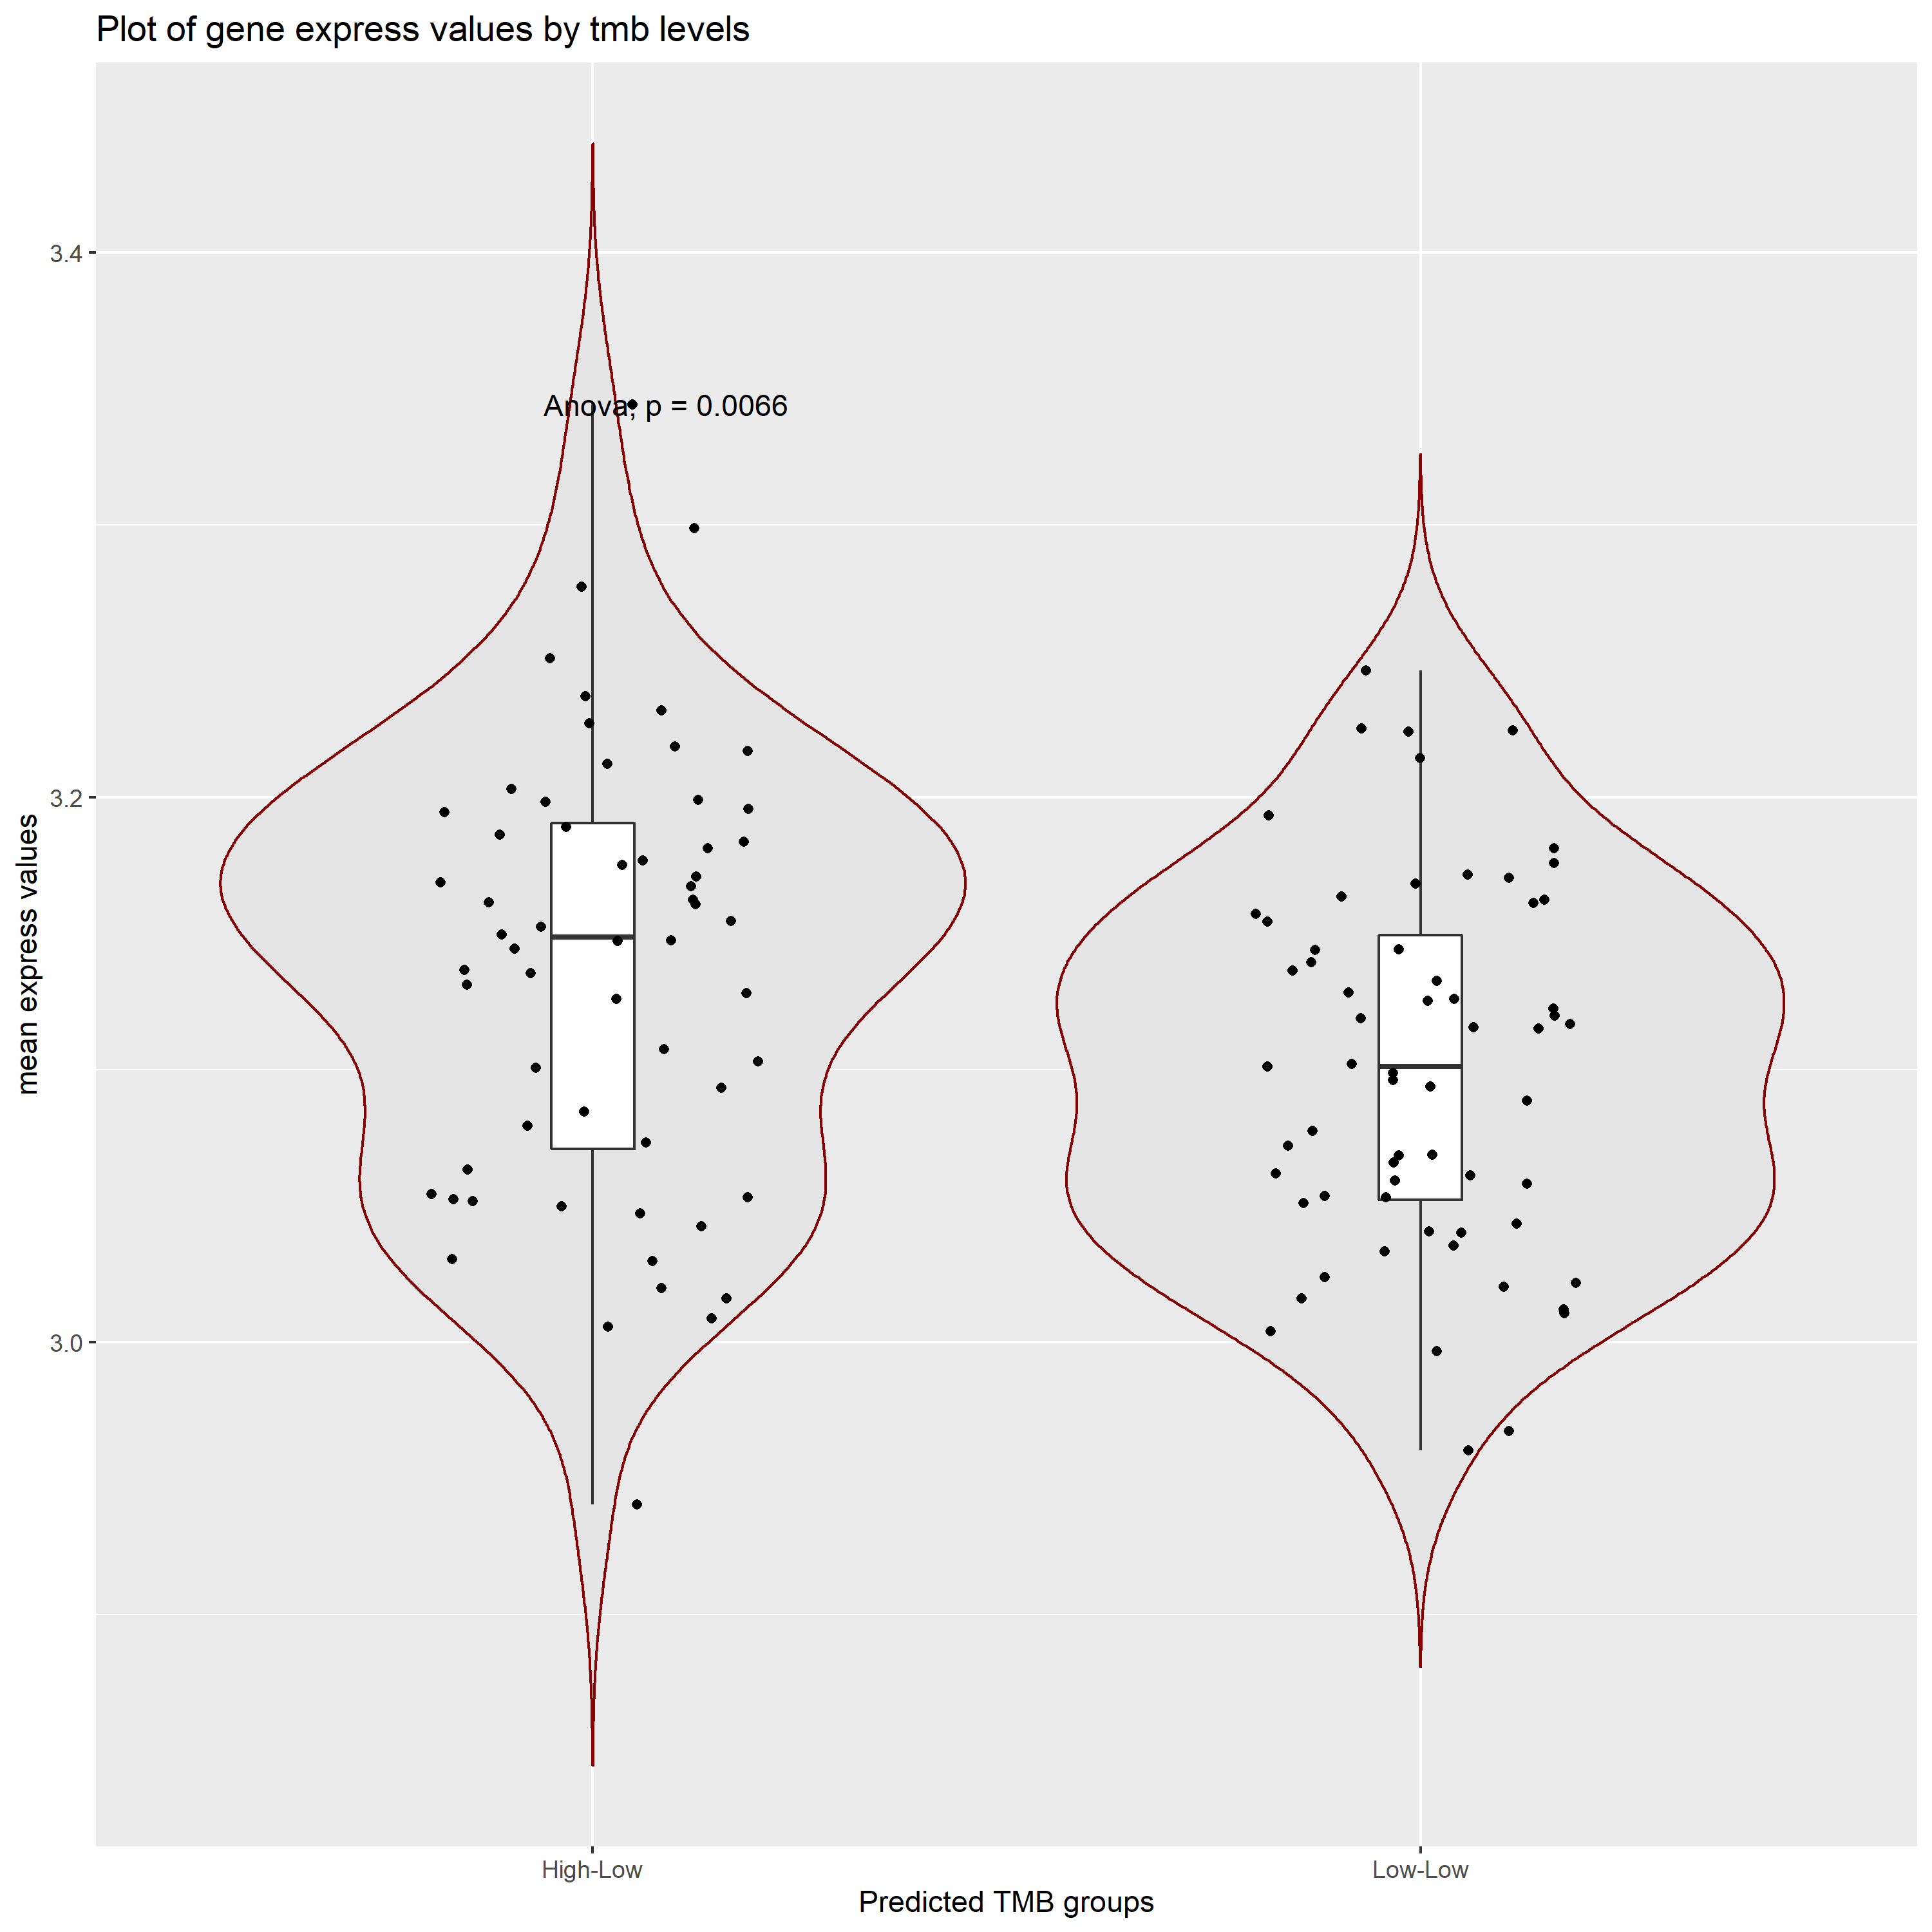 Plot of gene express values by tmb levels
3.4
Anova, p = 0.0066
3.2
mean express values
3.0
High-Low
Low-Low
Predicted TMB groups